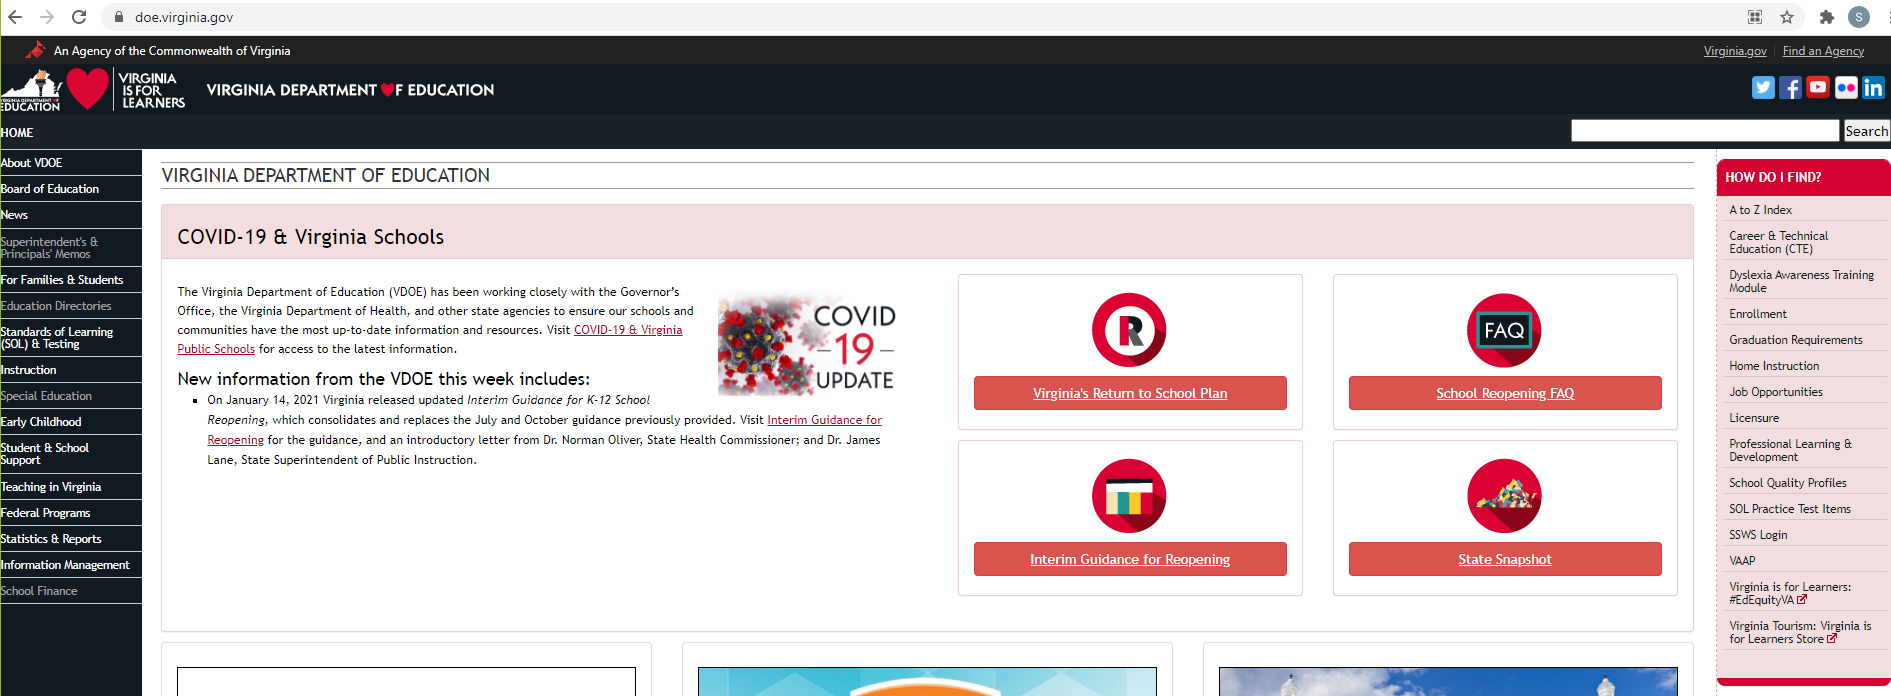 doe.virginia.gov
S
An Agency of the Commonwealth of Virginia
Virginia.gov
Find an Agency
VIRGINIA DEPARTMENT OF
EDUCATION
VIRGINIA
IS FOR
LEARNERS
VIRGINIA DEPARTMENT OF EDUCATION
in
HOME
Search
About VDOE
Board of Education
News
Superintendent's &
Principals' Memos
For Families & Students
Education Directories
Standards of Learning
(SOL) & Testing
Instruction
Special Education
Early Childhood
Student & School
Support
Teaching in Virginia
Federal Programs
Statistics & Reports
Information Management
School Finance
VIRGINIA DEPARTMENT OF EDUCATION
COVID-19 & Virginia Schools
The Virginia Department of Education (VDOE) has been working closely with the Governor's
Office, the Virginia Department of Health, and other state agencies to ensure our schools and
communities have the most up-to-date information and resources. Visit COVID-19 & Virginia
Public Schools for access to the latest information.
COVID
-19-
UPDATE
New information from the VDOE this week includes:
▪ On January 14, 2021 Virginia released updated Interim Guidance for K-12 School
Reopening, which consolidates and replaces the July and October guidance previously provided. Visit Interim Guidance for
Reopening for the guidance, and an introductory letter from Dr. Norman Oliver, State Health Commissioner; and Dr. James
Lane, State Superintendent of Public Instruction.
R
Virginia's Return to School Plan
FAQ
School Reopening FAQ
Interim Guidance for Reopening
State Snapshot
HOW DO I FIND?
A to Z Index
Career & Technical
Education (CTE)
Dyslexia Awareness Training
Module
Enrollment
Graduation Requirements
Home Instruction
Job Opportunities
Licensure
Professional Learning &
Development
School Quality Profiles
SOL Practice Test Items
SSWS Login
VAAP
Virginia is for Learners:
#EdEquityVA
Virginia Tourism: Virginia is
for Learners Store